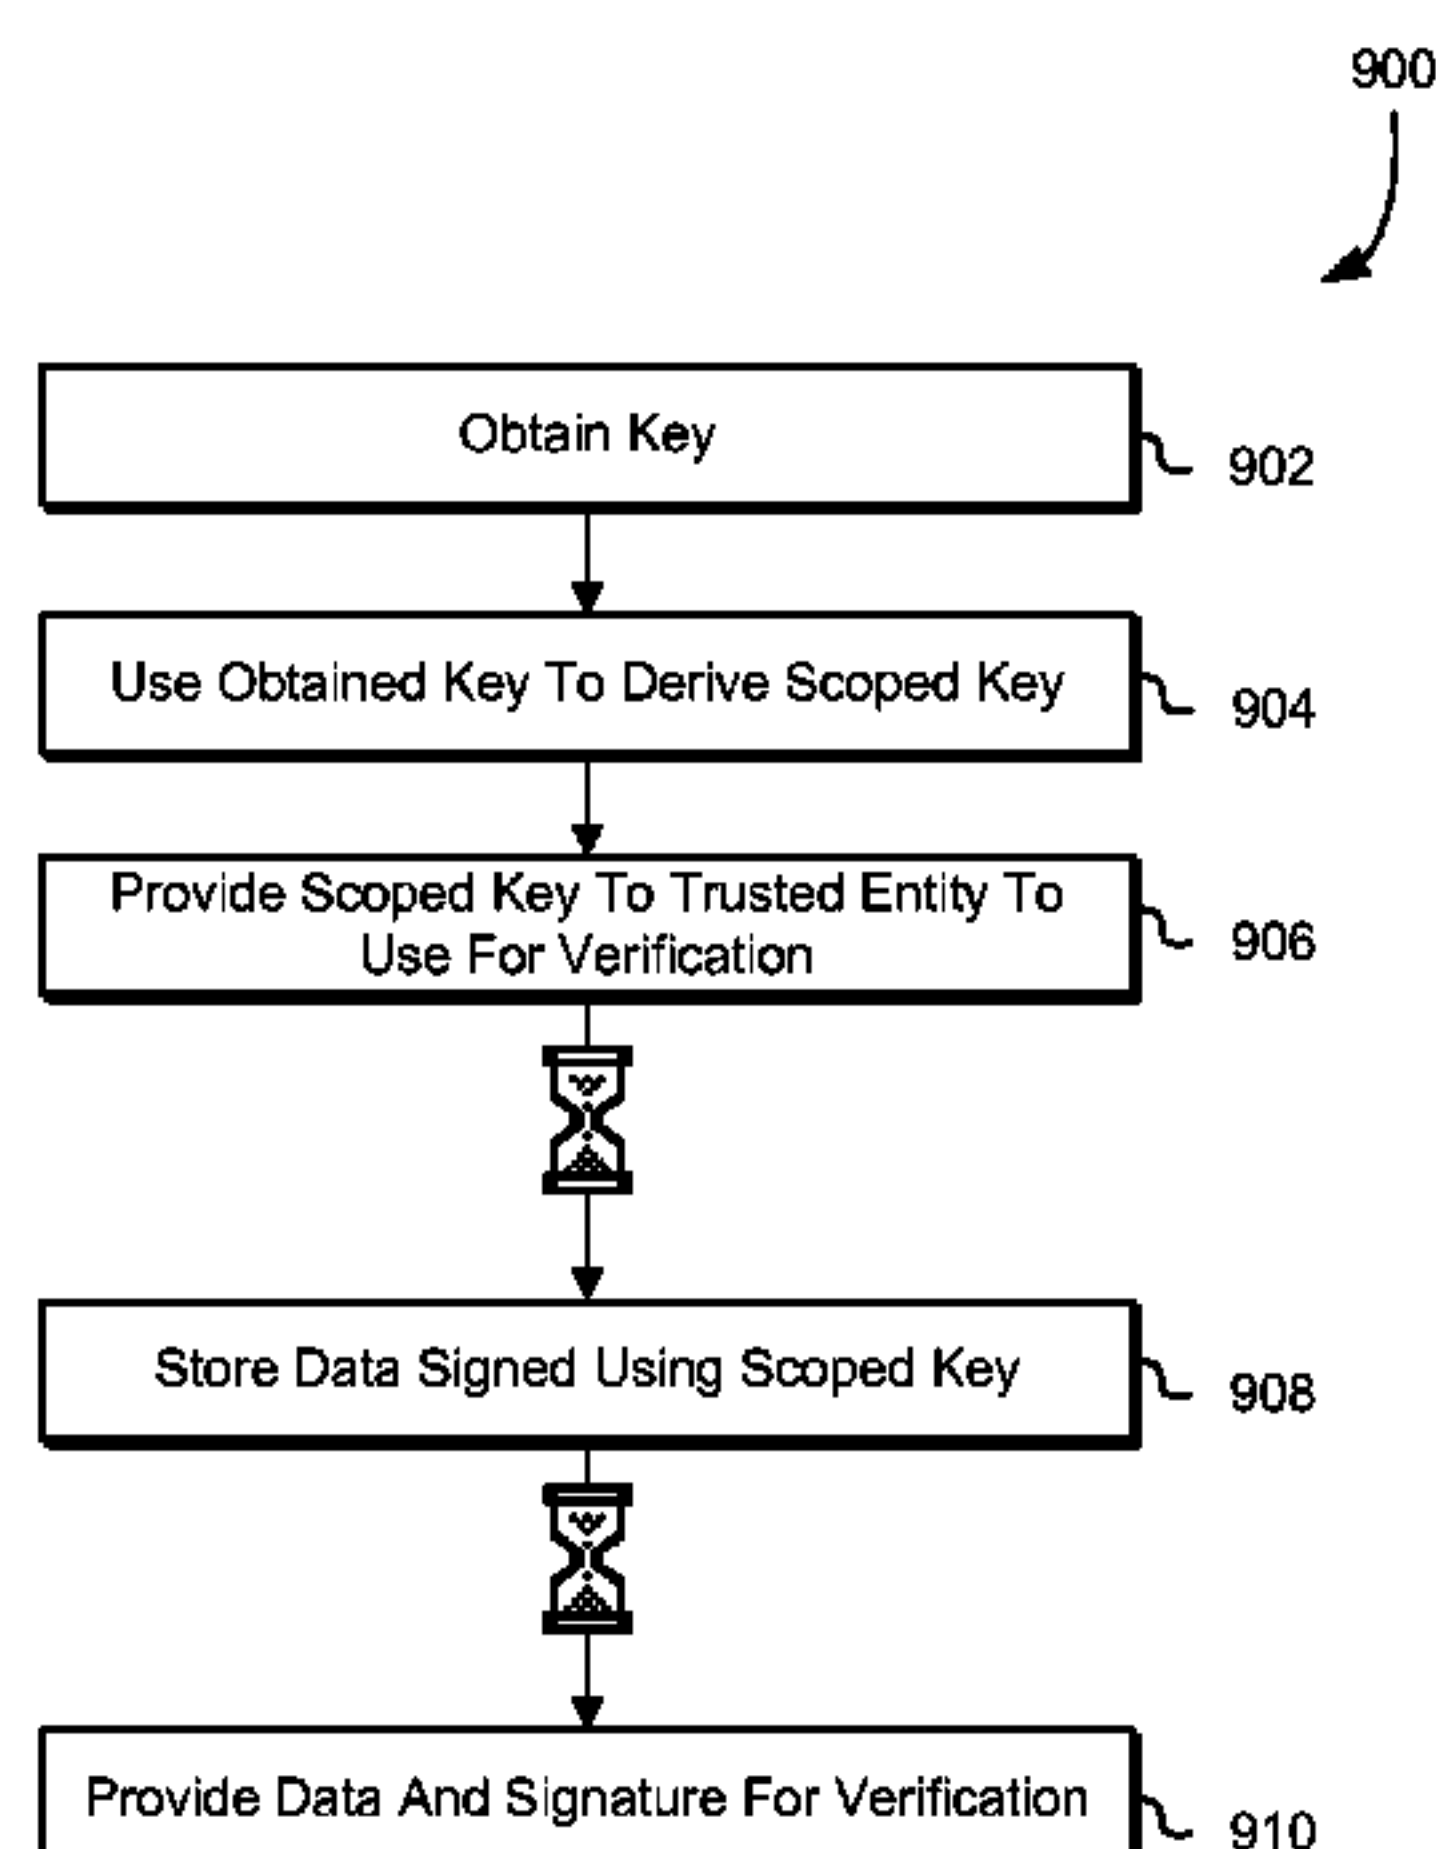 900
Obtain Key
902
Use Obtained Key To Derive Scoped Key
904
Provide Scoped Key To Trusted Entity To
Use For Verification
906
Store Data Signed Using Scoped Key
908
Provide Data And Signature For Verification
910